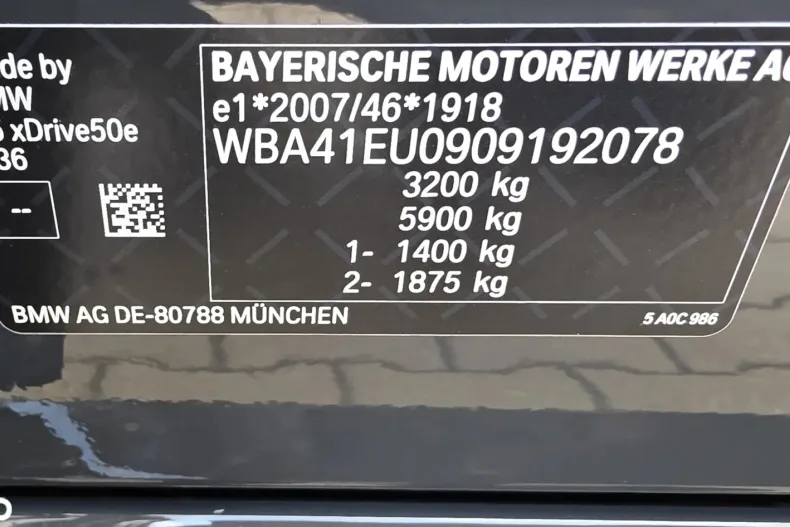 de by
MW
xDrive50e
36
--
BAYERISCHE MOTOREN WERKE AG
e1*2007/46*1918
WBA41EU0909192078
3200 kg
5900 kg
1- 1400 kg
2- 1875 kg
BMW AG DE-80788 MÜNCHEN
5 A0C 986